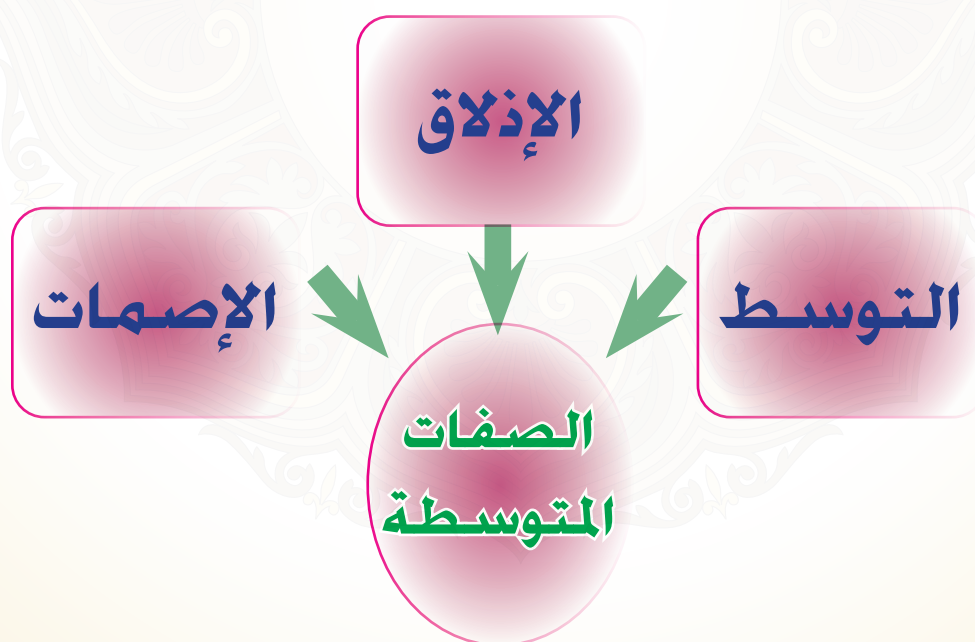 الإذلاق
التوسط
الإصمات
الصفات
المتوسطة